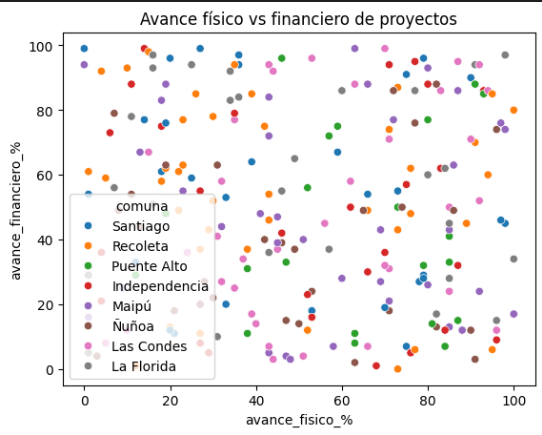 Avance físico vs financiero de proyectos
100
80
60
40
20
0
avance_financiero_%
comuna
Santiago
Recoleta
Puente Alto
Independencia
Maipú
Ñuñoa
Las Condes
La Florida
0
20
40
60
80
100
avance_fisico_%